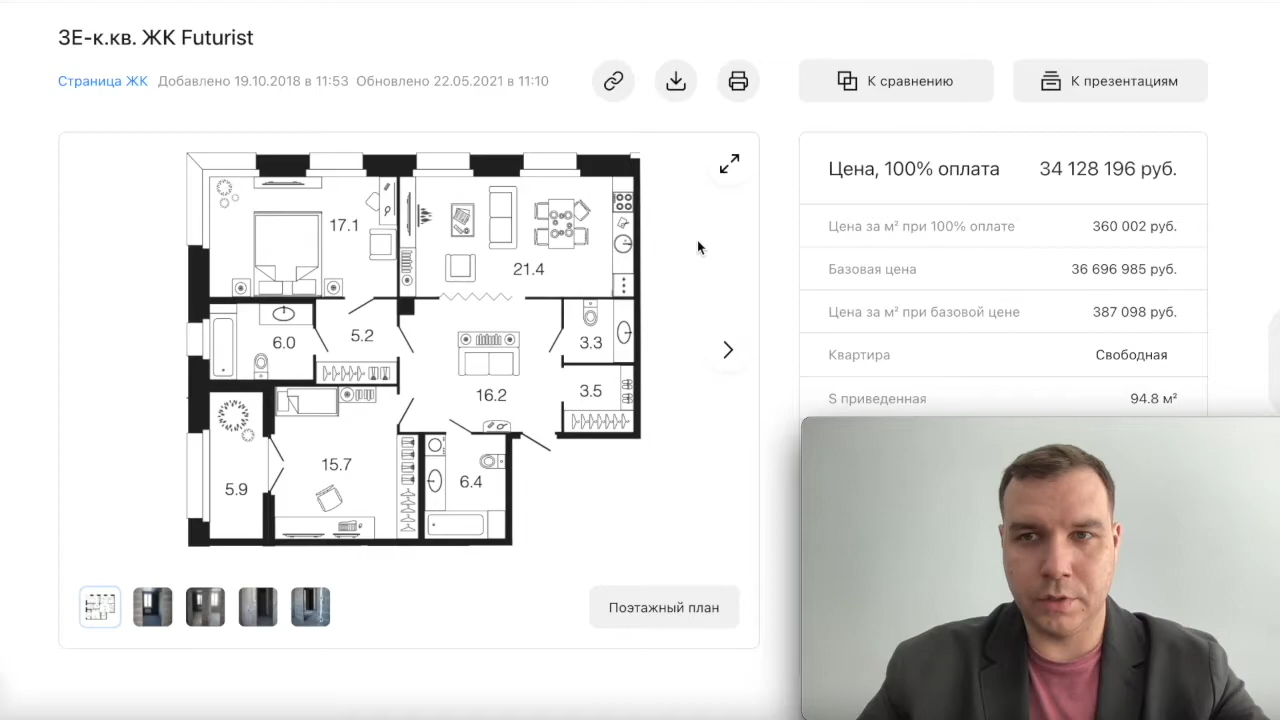 3Е-к.кв. ЖК Futurist
Страница ЖК Добавлено 19.10.2018 в 11:53 Обновлено 22.05.2021 в 11:10
К сравнению
К презентациям
17.1
21.4
6.0
5.2
3.3
16.2
3.5
15.7
5.9
6.4
Поэтажный план
Цена, 100% оплата 34 128 196 руб.
Цена за м² при 100% оплате 360 002 руб.
Базовая цена 36 696 985 руб.
Цена за м² при базовой цене 387 098 руб.
Квартира Свободная
S приведенная 94.8 м²